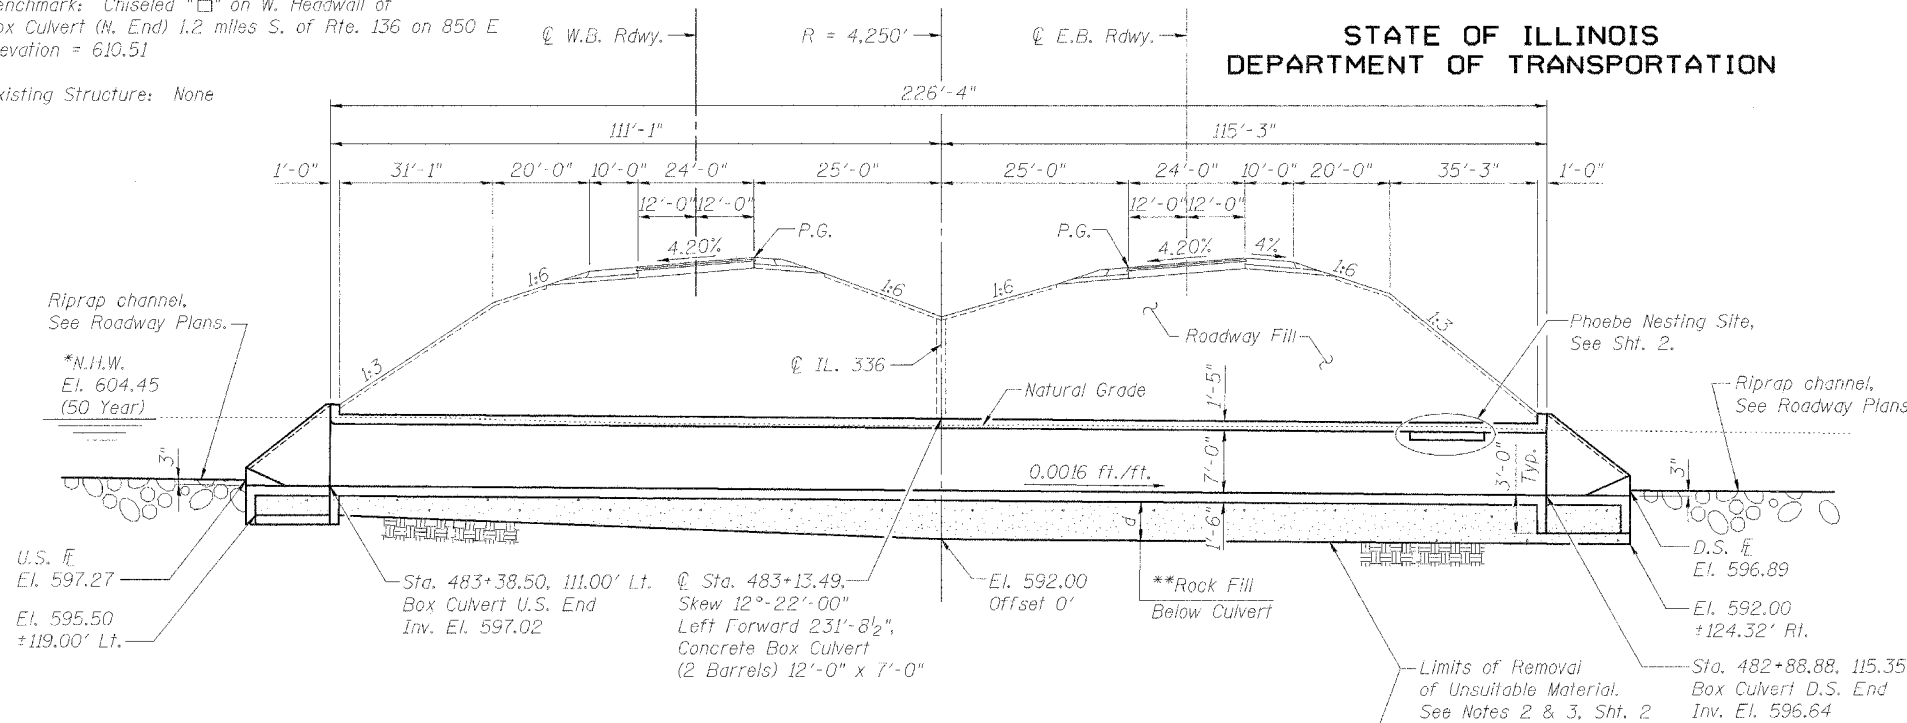 enchmark: Chiseled "□" on W. Headwall of
ox Culvert (N. End) 1.2 miles S. of Rte. 136 on 850 E
levation = 610.51
xisting Structure: None
STATE OF ILLINOIS
DEPARTMENT OF TRANSPORTATION
℄ W.B. Rdwy.
R = 4,250'
℄ E.B. Rdwy.
226'-4"
111'-1"
115'-3"
1'-0"
31'-1"
20'-0"
10'-0"
24'-0"
25'-0"
25'-0"
24'-0"
10'-0"
20'-0"
35'-3"
1'-0"
12'-0"
12'-0"
12'-0"
12'-0"
P.G.
P.G.
4.20%
4.20%
4%
1:6
1:6
1:6
1:6
1:3
1:3
Riprap channel,
See Roadway Plans.
*N.H.W.
El. 604.45
(50 Year)
℄ IL. 336
Roadway Fill
Natural Grade
Phoebe Nesting Site,
See Sht. 2.
Riprap channel,
See Roadway Plans
1'-5"
7'-0"
3'-0"
Typ.
0.0016 ft./ft.
3"
3"
d
1'-6"
U.S. ℄
El. 597.27
El. 595.50
±119.00' Lt.
Sta. 483+38.50, 111.00' Lt.
Box Culvert U.S. End
Inv. El. 597.02
℄ Sta. 483+13.49,
Skew 12°-22'-00"
Left Forward 231'-8½",
Concrete Box Culvert
(2 Barrels) 12'-0" x 7'-0"
El. 592.00
Offset 0'
**Rock Fill
Below Culvert
Limits of Removal
of Unsuitable Material.
See Notes 2 & 3, Sht. 2
D.S. ℄
El. 596.89
El. 592.00
±124.32' Rt.
Sta. 482+88.88, 115.35
Box Culvert D.S. End
Inv. El. 596.64